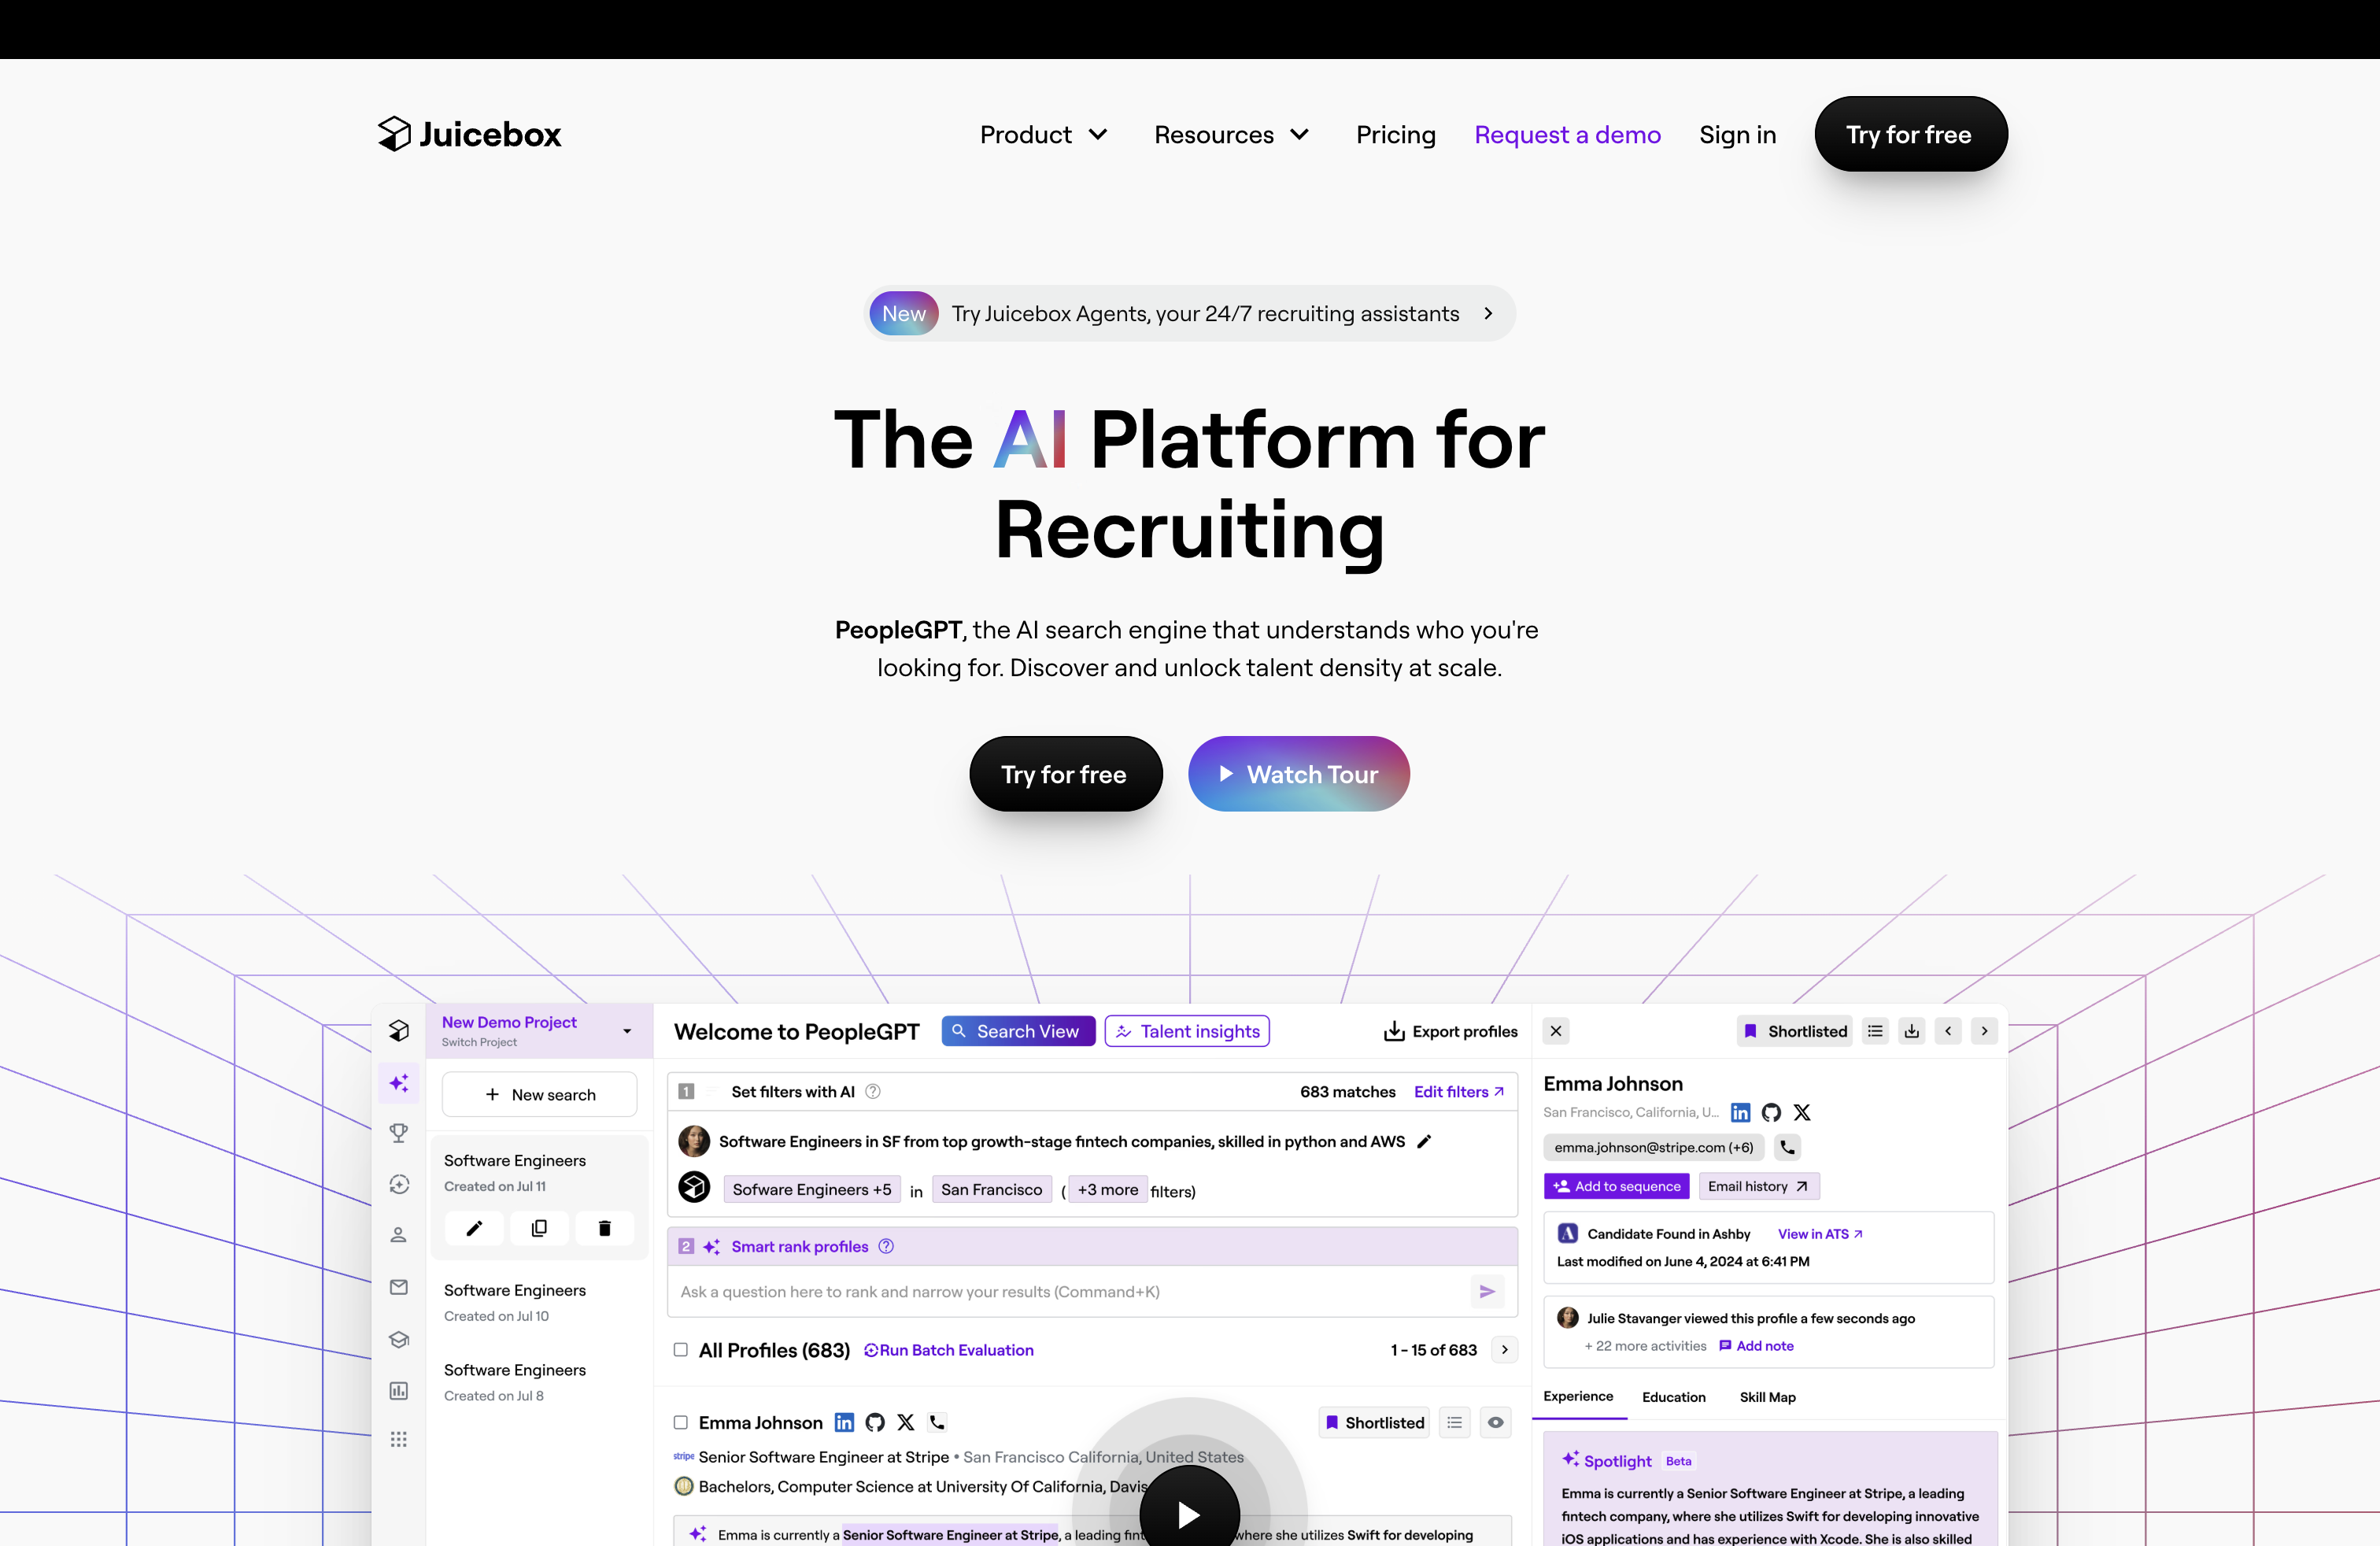 Juicebox
Product
Resources
Pricing
Request a demo
Sign in
Try for free
New
Try Juicebox Agents, your 24/7 recruiting assistants
The AI Platform for
Recruiting
PeopleGPT, the AI search engine that understands who you're
looking for. Discover and unlock talent density at scale.
Try for free
Watch Tour
New Demo Project
Switch Project
New search
Software Engineers
Created on Jul 11
Software Engineers
Created on Jul 10
Software Engineers
Created on Jul 8
Welcome to PeopleGPT
Search View
Talent insights
Export profiles
1
Set filters with AI
?
683 matches
Edit filters
Software Engineers in SF from top growth-stage fintech companies, skilled in python and AWS
Sofware Engineers +5 in San Francisco ( +3 more filters)
2
Smart rank profiles
?
Ask a question here to rank and narrow your results (Command+K)
All Profiles (683)
Run Batch Evaluation
1 - 15 of 683
Emma Johnson
in
X
Shortlisted
stripe
Senior Software Engineer at Stripe • San Francisco California, United States
Bachelors, Computer Science at University Of California, Davis
Emma is currently a Senior Software Engineer at Stripe, a leading where she utilizes Swift for developing
Shortlisted
Emma Johnson
San Francisco, California, U...
in
X
emma.johnson@stripe.com (+6)
Add to sequence
Email history
A
Candidate Found in Ashby
View in ATS
Last modified on June 4, 2024 at 6:41 PM
Julie Stavanger viewed this profile a few seconds ago
+ 22 more activities
Add note
Experience
Education
Skill Map
Spotlight
Beta
Emma is currently a Senior Software Engineer at Stripe, a leading
fintech company, where she utilizes Swift for developing innovative
iOS applications and has experience with Xcode. She is also skilled